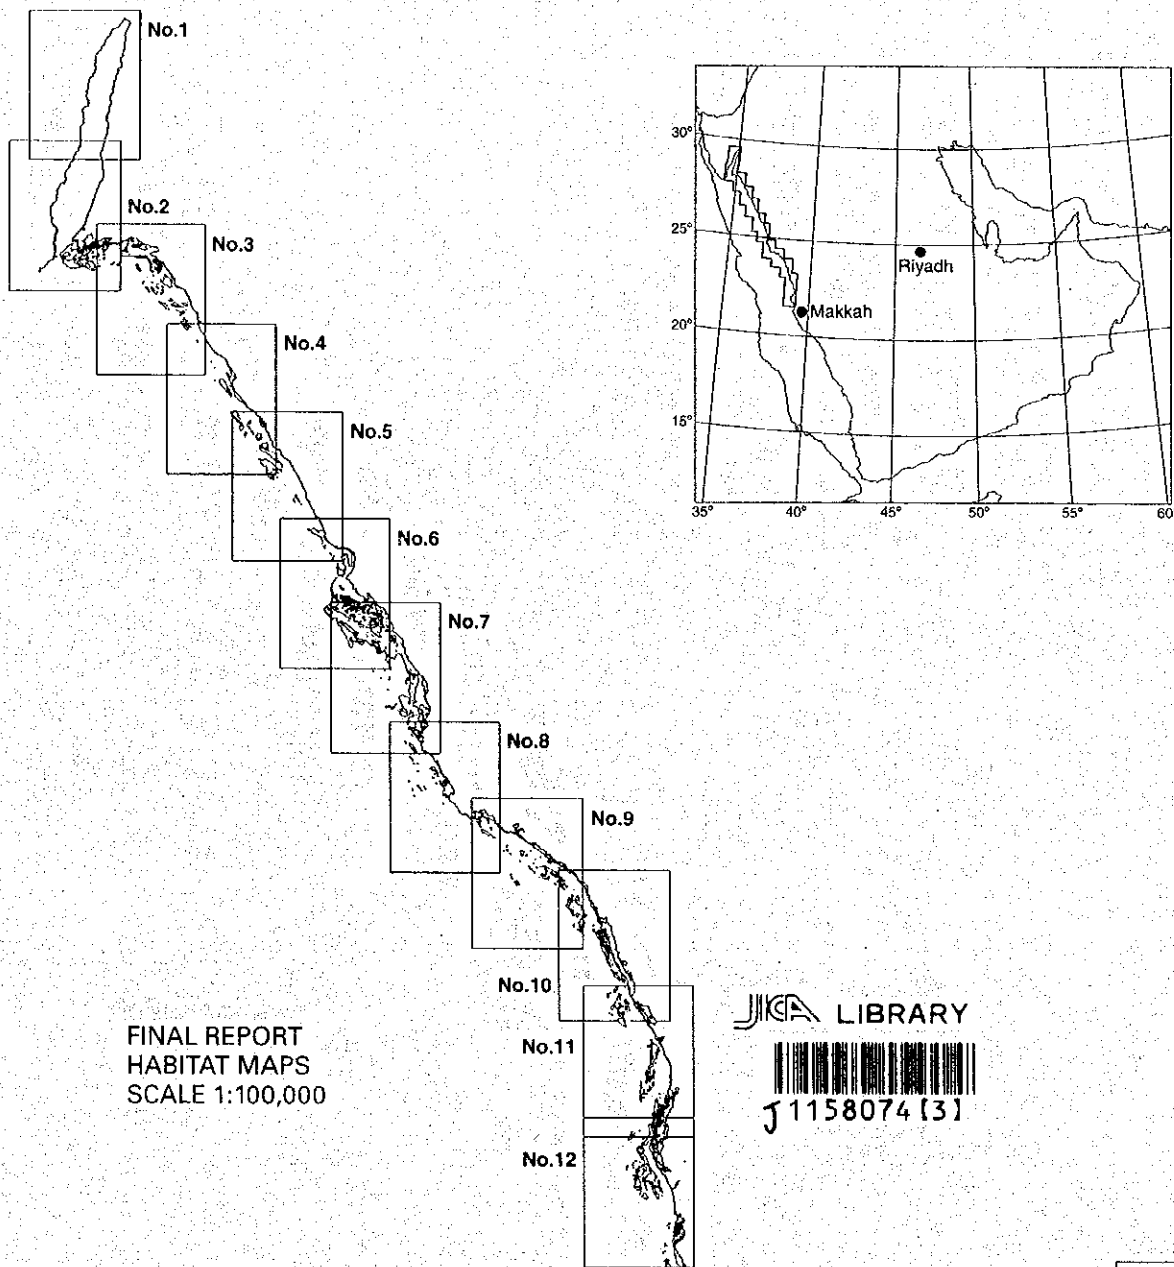 No.1
No.2
No.3
No.4
No.5
No.6
No.7
No.8
No.9
No.10
No.11
No.12
30°
25°
20°
15°
Riyadh
Makkah
35° 40° 45° 50° 55° 60
FINAL REPORT
HABITAT MAPS
SCALE 1:100,000
JICA LIBRARY
J1158074[3]